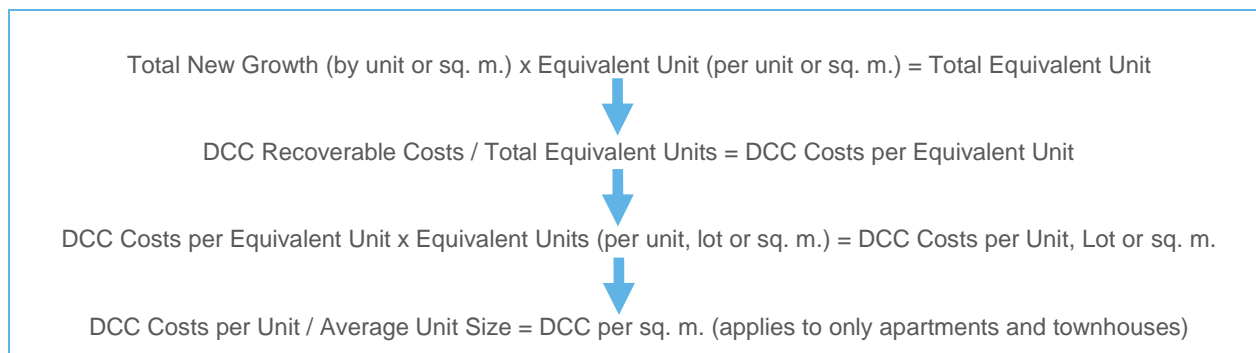 Total New Growth (by unit or sq. m.) x Equivalent Unit (per unit or sq. m.) = Total Equivalent Unit
DCC Recoverable Costs / Total Equivalent Units = DCC Costs per Equivalent Unit
DCC Costs per Equivalent Unit x Equivalent Units (per unit, lot or sq. m.) = DCC Costs per Unit, Lot or sq. m.
DCC Costs per Unit / Average Unit Size = DCC per sq. m. (applies to only apartments and townhouses)